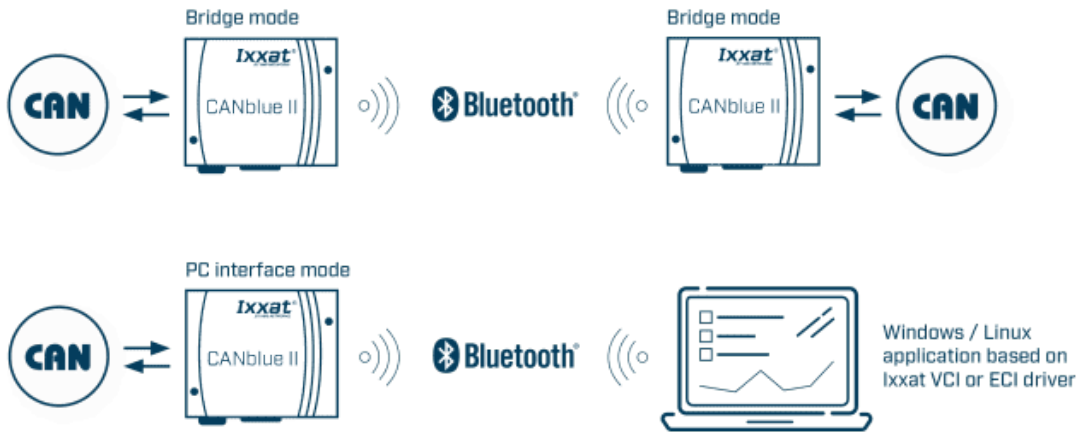 Bridge mode
Bridge mode
Ixxat®
Ixxat®
CAN
CANblue II
Bluetooth®
CANblue II
CAN
PC interface mode
Ixxat®
CAN
CANblue II
Bluetooth®
Windows / Linux
application based on
Ixxat VCI or ECI driver